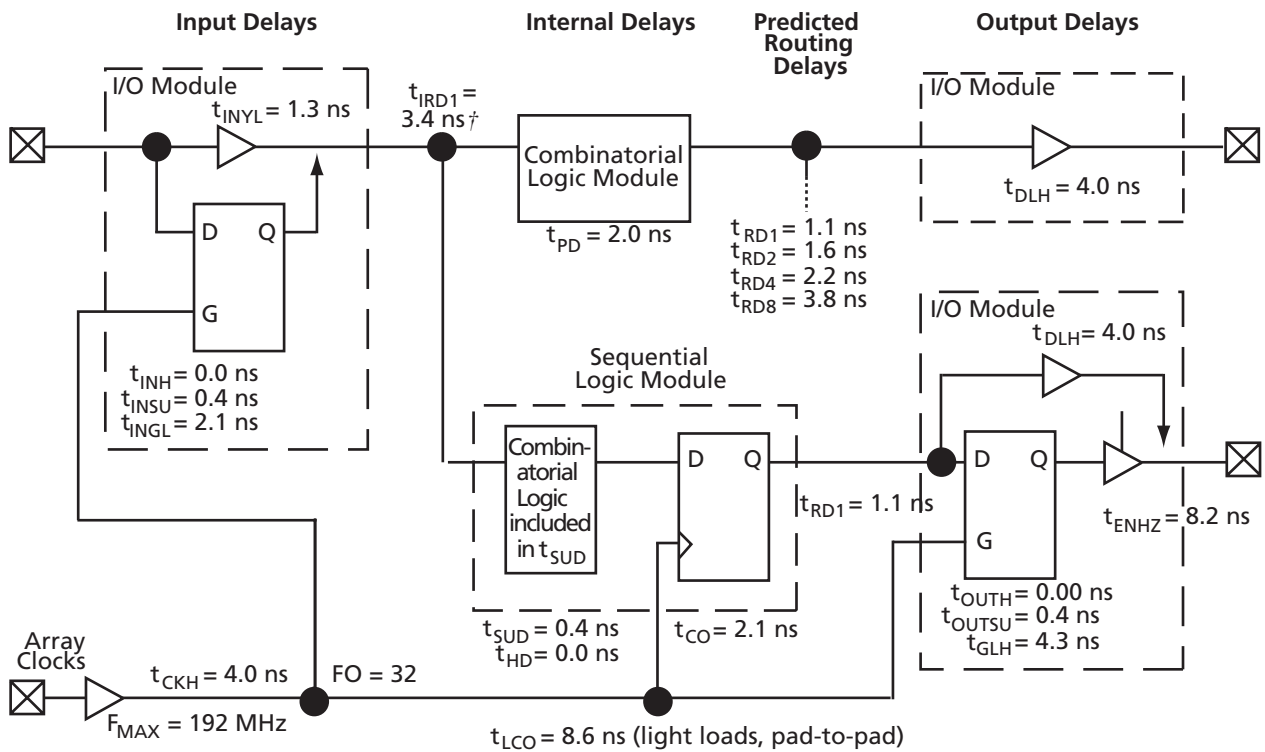 Input Delays
Internal Delays
Predicted
Routing
Delays
Output Delays
I/O Module
tINYL = 1.3 ns
tIRD1 =
3.4 ns†
Combinatorial
Logic Module
tPD = 2.0 ns
tRD1 = 1.1 ns
tRD2 = 1.6 ns
tRD4 = 2.2 ns
tRD8 = 3.8 ns
I/O Module
tDLH = 4.0 ns
D Q
G
tINH = 0.0 ns
tINSU = 0.4 ns
tINGL = 2.1 ns
Sequential
Logic Module
Combin-
atorial
Logic
included
in tSUD
D Q
tSUD = 0.4 ns
tHD = 0.0 ns
tCO = 2.1 ns
tRD1 = 1.1 ns
I/O Module
tDLH = 4.0 ns
D Q
G
tENHZ = 8.2 ns
tOUTH = 0.00 ns
tOUTSU = 0.4 ns
tGLH = 4.3 ns
Array
Clocks
tCKH = 4.0 ns
FO = 32
FMAX = 192 MHz
tLCO = 8.6 ns (light loads, pad-to-pad)